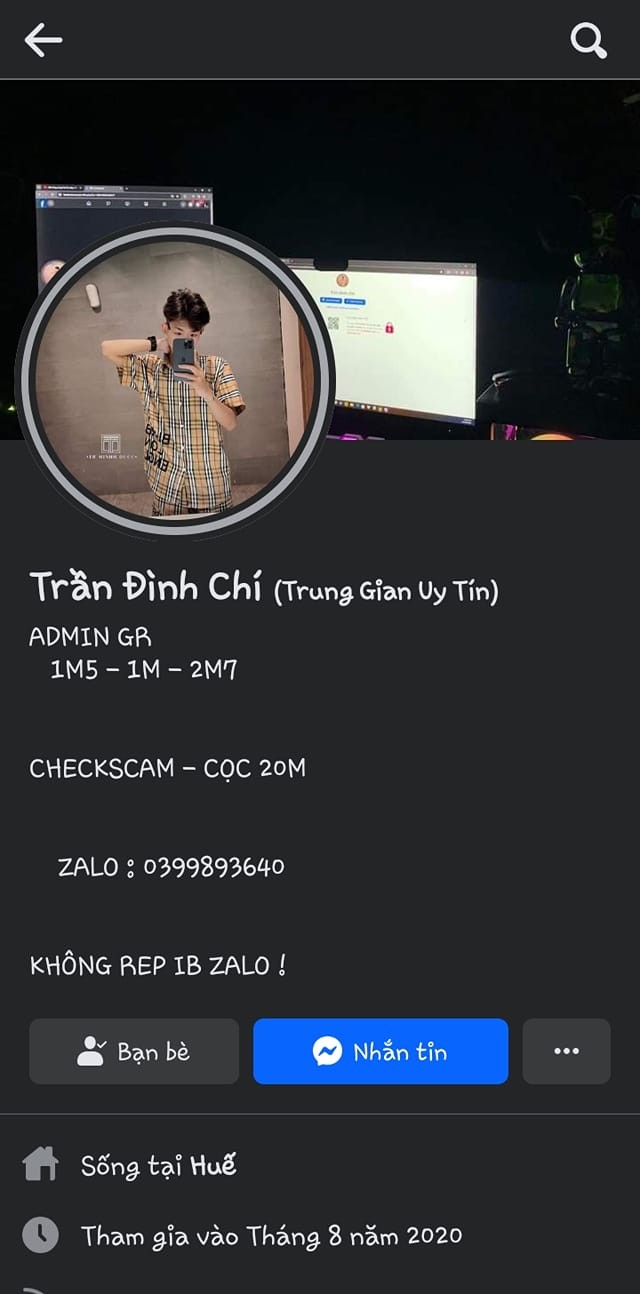 Trần Đình Chí (Trung Gian Uy Tín)
ADMIN GR
1M5 – 1M – 2M7
CHECKSCAM – CỌC 20M
ZALO : 0399893640
KHÔNG REP IB ZALO !
Bạn bè
Nhắn tin
Sống tại Huế
Tham gia vào Tháng 8 năm 2020